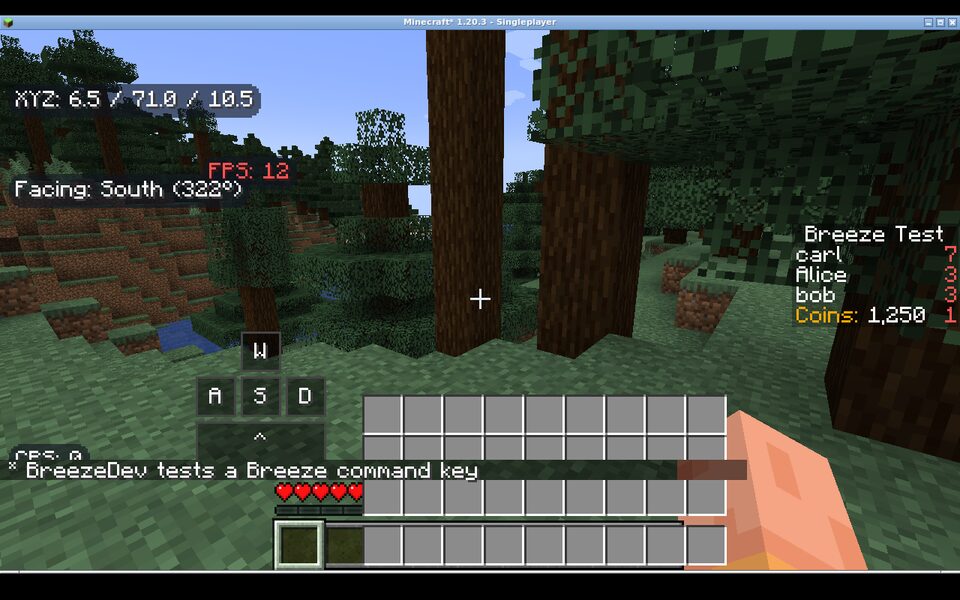 Minecraft* 1.20.3 - Singleplayer
XYZ: 6.5 / 71.0 / 10.5
FPS: 12
Facing: South (322°)
Breeze Test
carl 7
Alice 3
bob 3
Coins: 1,250 1
W
A S D
^
CPS: 0
* BreezeDev tests a Breeze command key